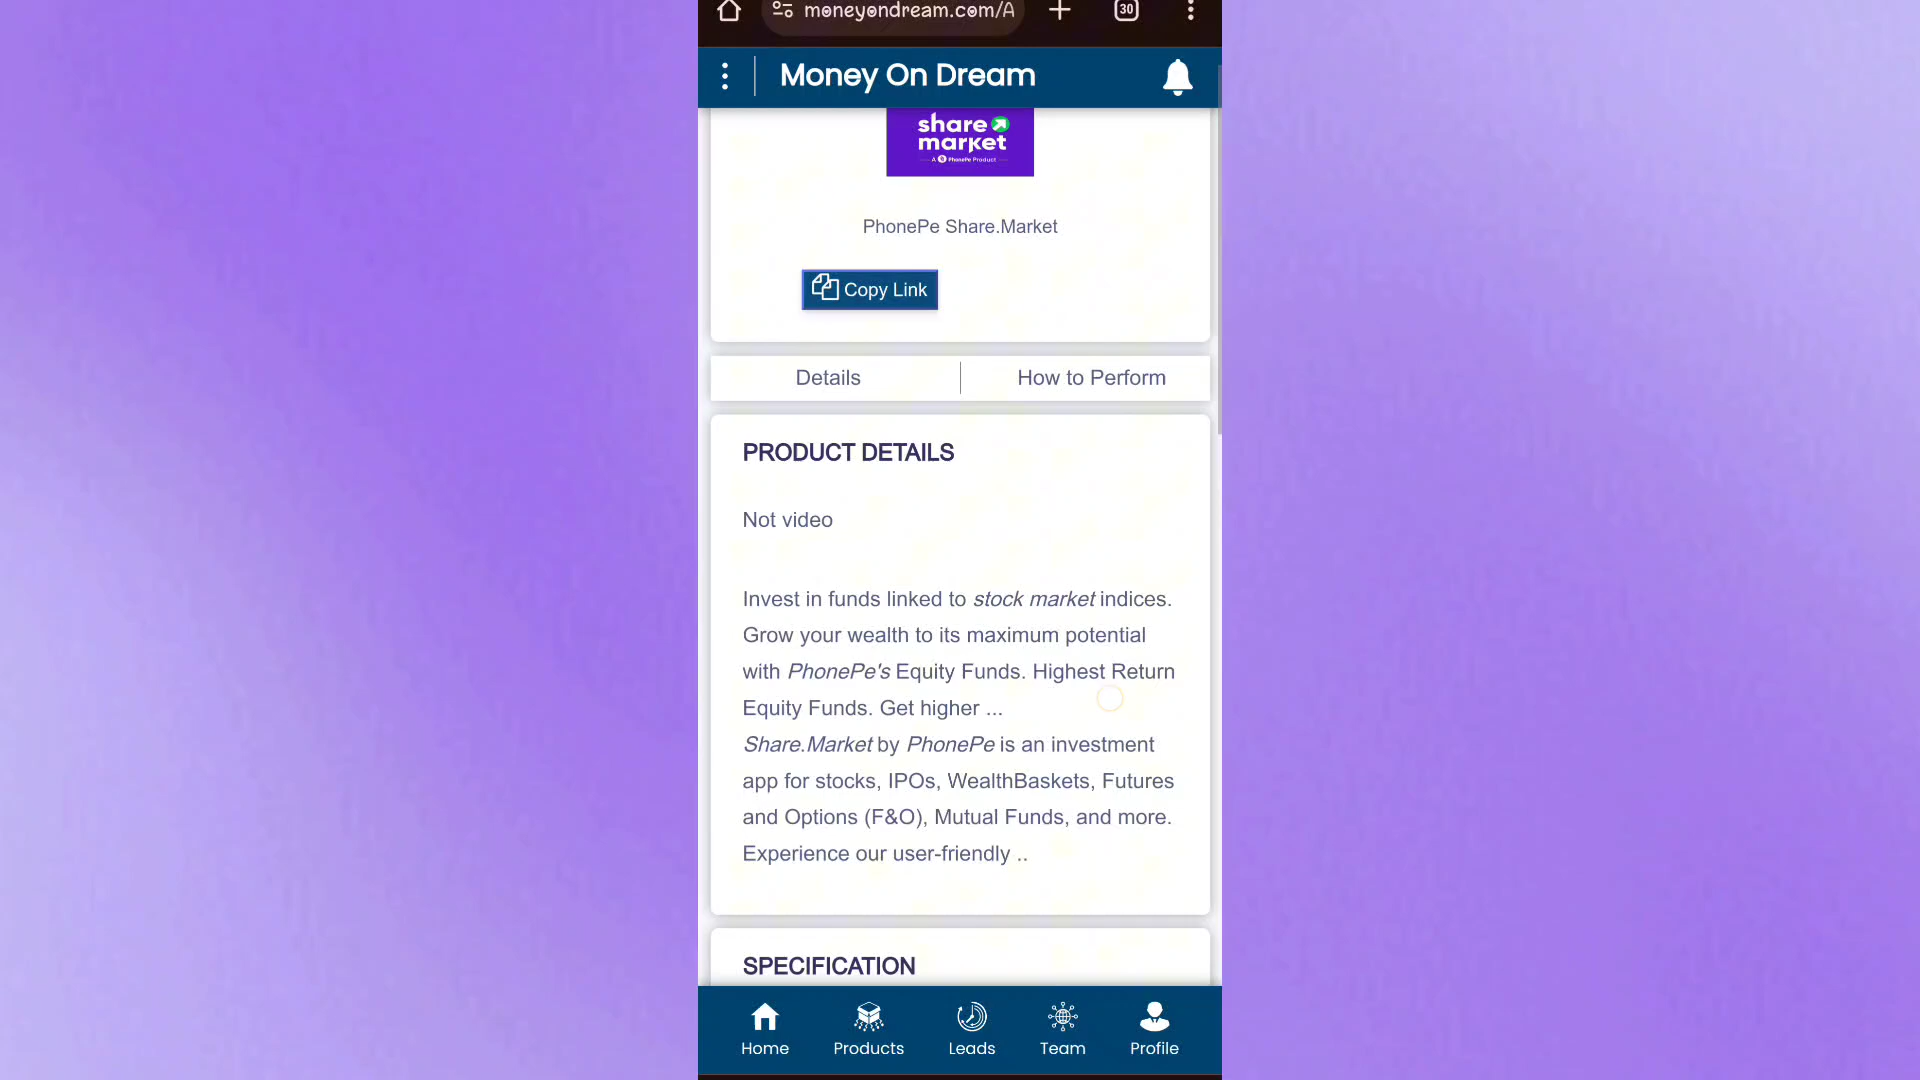 moneyondream.com/A
30
Money On Dream
share
market
A PhonePe Product
PhonePe Share.Market
Copy Link
Details
How to Perform
PRODUCT DETAILS
Not video
Invest in funds linked to stock market indices.
Grow your wealth to its maximum potential
with PhonePe's Equity Funds. Highest Return
Equity Funds. Get higher ...
Share.Market by PhonePe is an investment
app for stocks, IPOs, WealthBaskets, Futures
and Options (F&O), Mutual Funds, and more.
Experience our user-friendly ..
SPECIFICATION
Home
Products
Leads
Team
Profile